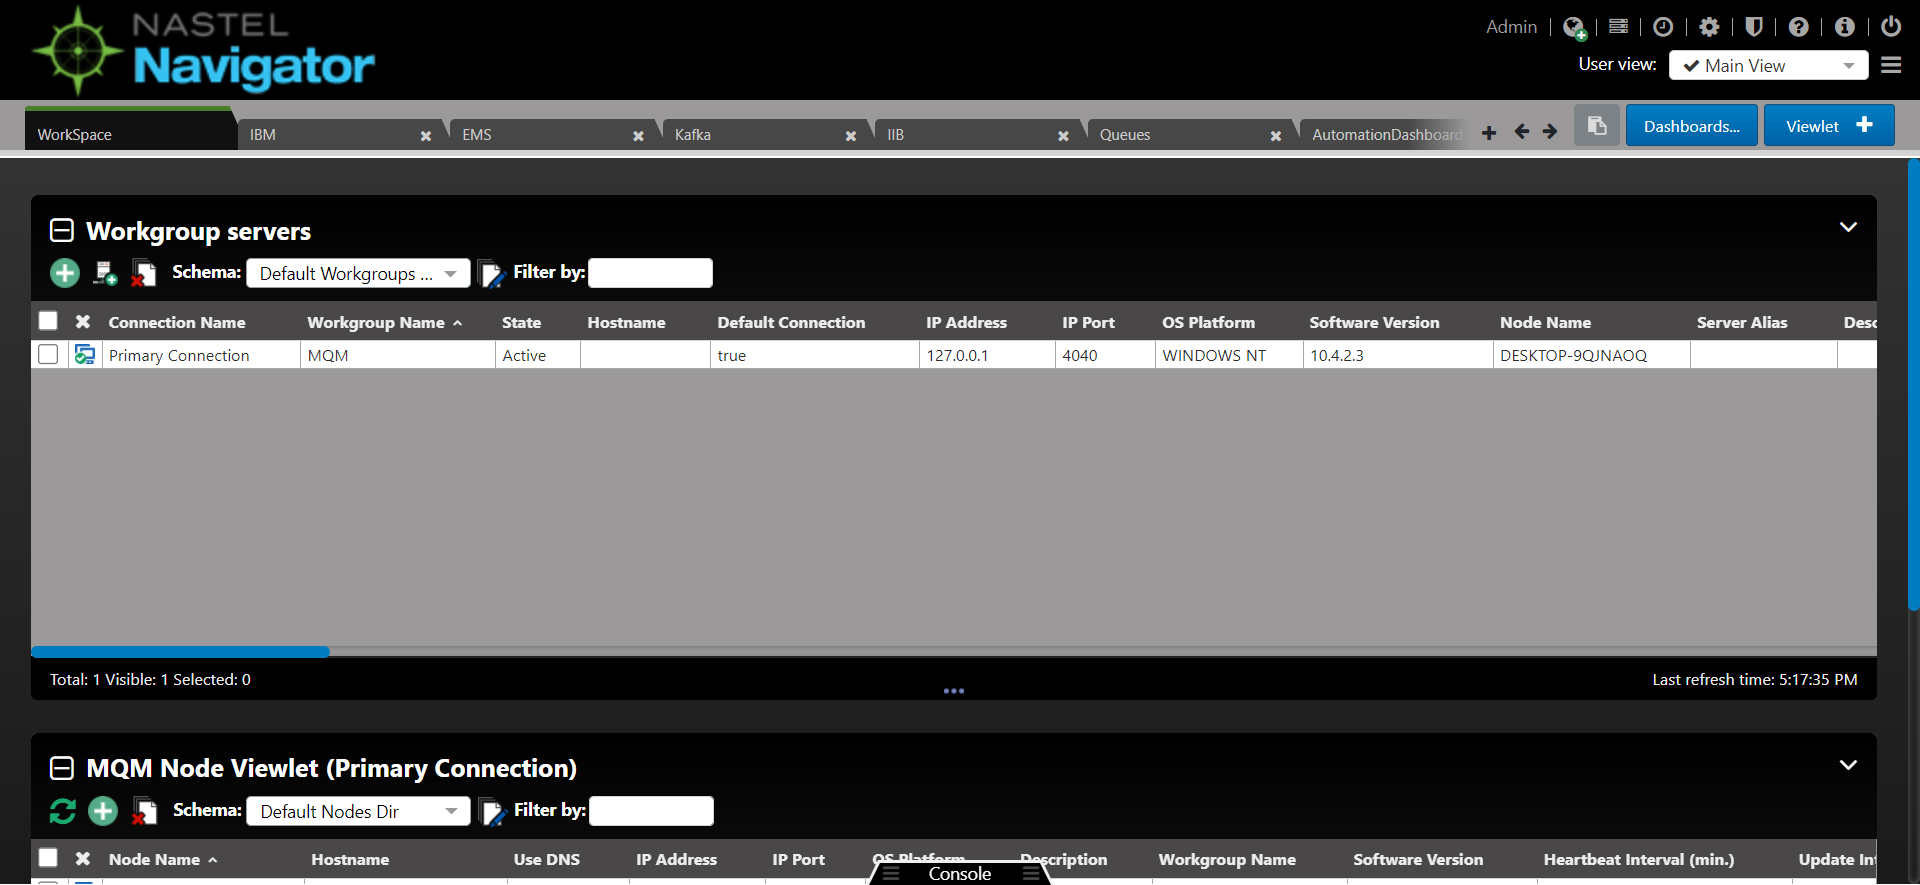 NASTEL
Navigator
Admin
User view: Main View
WorkSpace IBM EMS Kafka IIB Queues AutomationDashboard Dashboards... Viewlet
Workgroup servers
Schema: Default Workgroups ... Filter by:
Connection Name Workgroup Name State Hostname Default Connection IP Address IP Port OS Platform Software Version Node Name Server Alias Desc
Primary Connection MQM Active true 127.0.0.1 4040 WINDOWS NT 10.4.2.3 DESKTOP-9QJNAOQ
Total: 1 Visible: 1 Selected: 0 Last refresh time: 5:17:35 PM
MQM Node Viewlet (Primary Connection)
Schema: Default Nodes Dir Filter by:
Node Name Hostname Use DNS IP Address IP Port OS Platform Description Workgroup Name Software Version Heartbeat Interval (min.) Update Int
Console